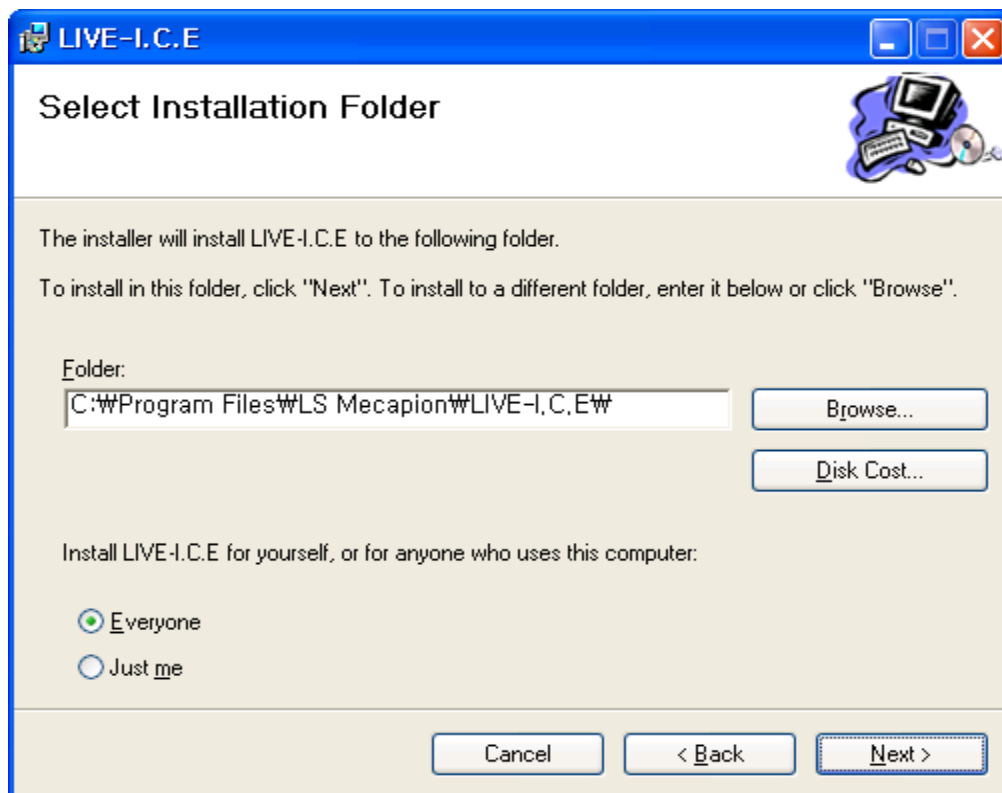 LIVE-I.C.E
Select Installation Folder
The installer will install LIVE-I.C.E to the following folder.
To install in this folder, click "Next". To install to a different folder, enter it below or click "Browse".
Folder:
C:₩Program Files₩LS Mecapion₩LIVE-I.C.E₩
Browse...
Disk Cost...
Install LIVE-I.C.E for yourself, or for anyone who uses this computer:
Everyone
Just me
Cancel
< Back
Next >